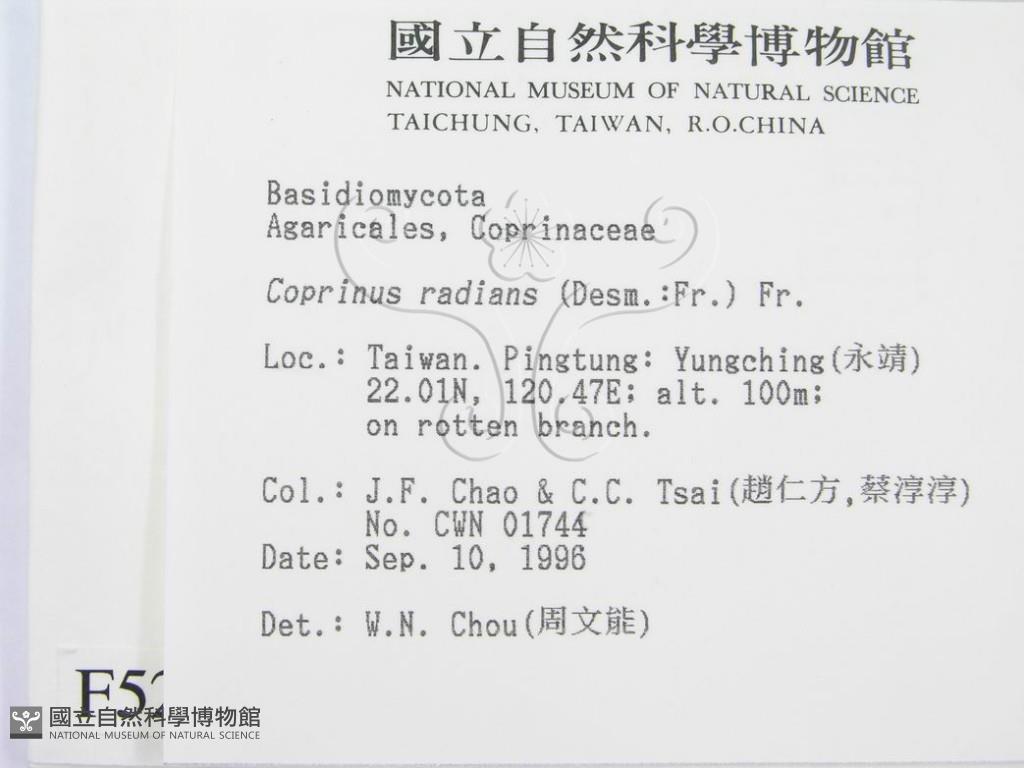 國立自然科學博物館
NATIONAL MUSEUM OF NATURAL SCIENCE
TAICHUNG, TAIWAN, R.O.CHINA
Basidiomycota
Agaricales, Coprinaceae
Coprinus radians (Desm.:Fr.) Fr.
Loc.: Taiwan. Pingtung: Yungching(永靖)
22.01N, 120.47E; alt. 100m;
on rotten branch.
Col.: J.F. Chao & C.C. Tsai(趙仁方,蔡淳淳)
No. CWN 01744
Date: Sep. 10, 1996
Det.: W.N. Chou(周文能)
國立自然科學博物館
NATIONAL MUSEUM OF NATURAL SCIENCE